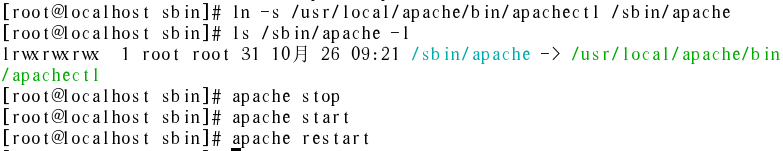 [root@localhost sbin]# ln -s /usr/local/apache/bin/apachectl /sbin/apache
[root@localhost sbin]# ls /sbin/apache -l
lrwxrwxrwx 1 root root 31 10月 26 09:21 /sbin/apache -> /usr/local/apache/bin
/apachectl
[root@localhost sbin]# apache stop
[root@localhost sbin]# apache start
[root@localhost sbin]# apache restart